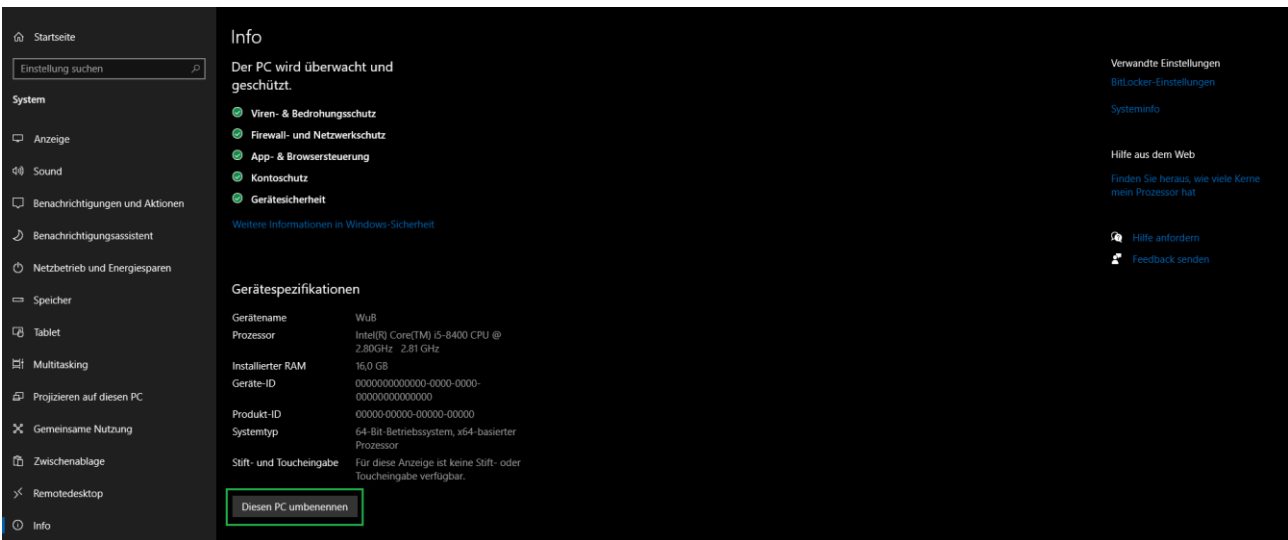 Startseite
Einstellung suchen
System
Anzeige
Sound
Benachrichtigungen und Aktionen
Benachrichtigungsassistent
Netzbetrieb und Energiesparen
Speicher
Tablet
Multitasking
Projizieren auf diesen PC
Gemeinsame Nutzung
Zwischenablage
Remotedesktop
Info
Info
Der PC wird überwacht und
geschützt.
Viren- & Bedrohungsschutz
Firewall- und Netzwerkschutz
App- & Browsersteuerung
Kontoschutz
Gerätesicherheit
Weitere Informationen in Windows-Sicherheit
Gerätespezifikationen
Gerätename WuB
Prozessor Intel(R) Core(TM) i5-8400 CPU @
2.80GHz 2.81 GHz
Installierter RAM 16,0 GB
Geräte-ID 0000000000000-0000-0000-
00000000000000
Produkt-ID 00000-00000-00000-00000
Systemtyp 64-Bit-Betriebssystem, x64-basierter
Prozessor
Stift- und Toucheingabe Für diese Anzeige ist keine Stift- oder
Toucheingabe verfügbar.
Diesen PC umbenennen
Verwandte Einstellungen
BitLocker-Einstellungen
Systeminfo
Hilfe aus dem Web
Finden Sie heraus, wie viele Kerne
mein Prozessor hat
Hilfe anfordern
Feedback senden